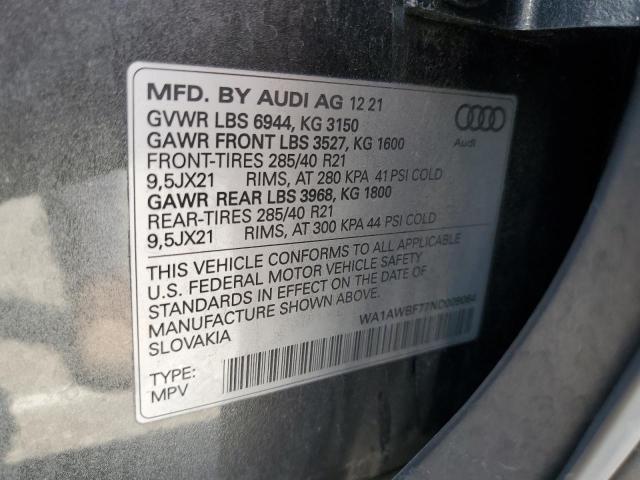 MFD. BY AUDI AG 12 21
GVWR LBS 6944, KG 3150
GAWR FRONT LBS 3527, KG 1600
FRONT-TIRES 285/40 R21
9,5JX21 RIMS, AT 280 KPA 41 PSI COLD
GAWR REAR LBS 3968, KG 1800
REAR-TIRES 285/40 R21
9,5JX21 RIMS, AT 300 KPA 44 PSI COLD
Audi
THIS VEHICLE CONFORMS TO ALL APPLICABLE
U.S. FEDERAL MOTOR VEHICLE SAFETY
STANDARDS IN EFFECT ON THE DATE OF
MANUFACTURE SHOWN ABOVE.
SLOVAKIA
WA1AWBF77ND008064
TYPE:
MPV